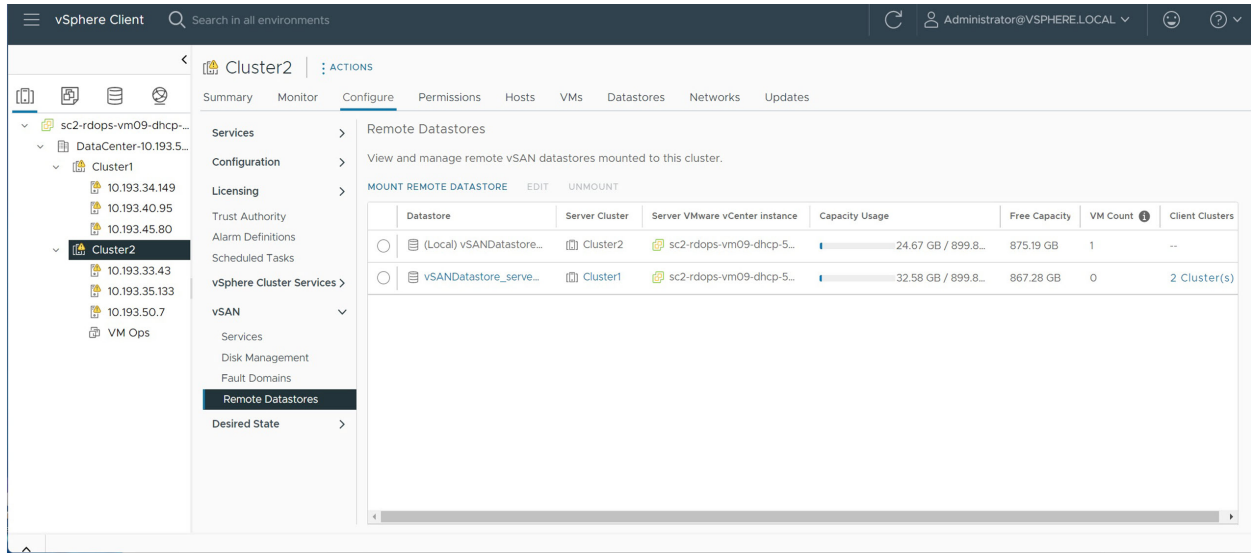 vSphere Client Search in all environments Administrator@VSPHERE.LOCAL
Cluster2 ACTIONS
Summary Monitor Configure Permissions Hosts VMs Datastores Networks Updates
sc2-rdops-vm09-dhcp-...
DataCenter-10.193.5...
Cluster1
10.193.34.149
10.193.40.95
10.193.45.80
Cluster2
10.193.33.43
10.193.35.133
10.193.50.7
VM Ops
Services
Configuration
Licensing
Trust Authority
Alarm Definitions
Scheduled Tasks
vSphere Cluster Services
vSAN
Services
Disk Management
Fault Domains
Remote Datastores
Desired State
Remote Datastores
View and manage remote vSAN datastores mounted to this cluster.
MOUNT REMOTE DATASTORE EDIT UNMOUNT
Datastore Server Cluster Server VMware vCenter instance Capacity Usage Free Capacity VM Count Client Clusters
(Local) vSANDatastore... Cluster2 sc2-rdops-vm09-dhcp-5... 24.67 GB / 899.8... 875.19 GB 1 --
vSANDatastore_serve... Cluster1 sc2-rdops-vm09-dhcp-5... 32.58 GB / 899.8... 867.28 GB 0 2 Cluster(s)